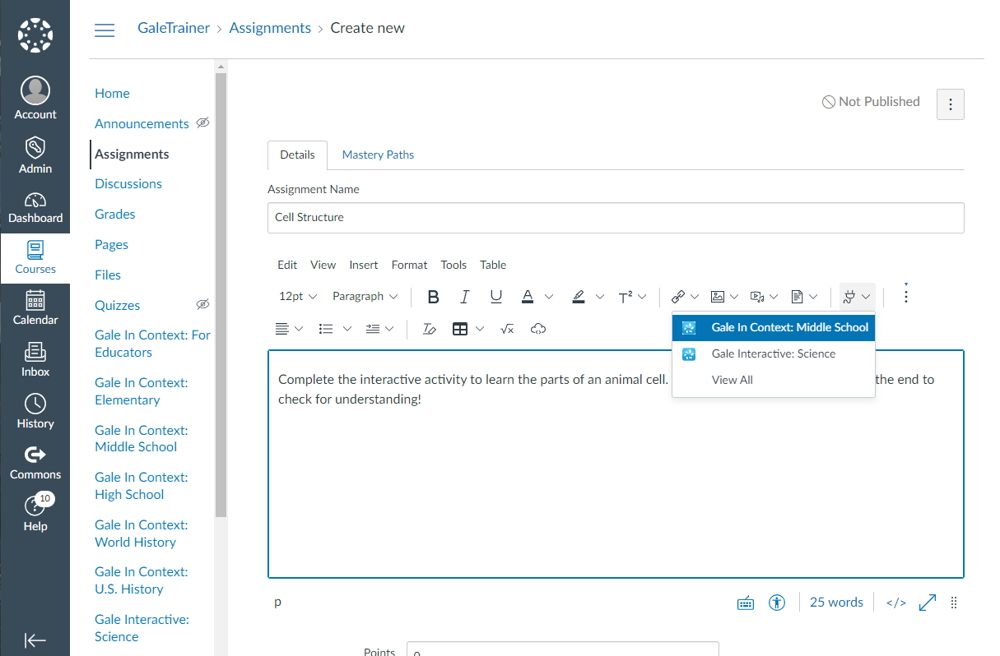 GaleTrainer › Assignments › Create new
Account
Admin
Dashboard
Courses
Calendar
Inbox
History
Commons
10
Help
Home
Announcements
Assignments
Discussions
Grades
Pages
Files
Quizzes
Gale In Context: For
Educators
Gale In Context:
Elementary
Gale In Context:
Middle School
Gale In Context:
High School
Gale In Context:
World History
Gale In Context:
U.S. History
Gale Interactive:
Science
Not Published
Details Mastery Paths
Assignment Name
Cell Structure
Edit View Insert Format Tools Table
12pt Paragraph B I U A T²
√x
Gale In Context: Middle School
Gale Interactive: Science
View All
Complete the interactive activity to learn the parts of an animal cell. the end to
check for understanding!
p 25 words </>
Points